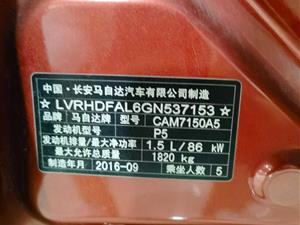 中国·长安马自达汽车有限公司制造
★LVRHDFAL6GN537153★
品牌 马自达牌 型号 CAM7150A5
发动机型号 P5
发动机排量/最大净功率 1.5 L/86 kW
最大允许总质量 1820 kg
制造年月 2016-09 乘坐人数 5